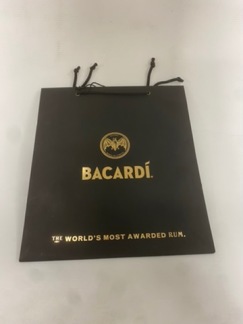 BACARDÍ.
THE WORLD'S MOST AWARDED RUM.